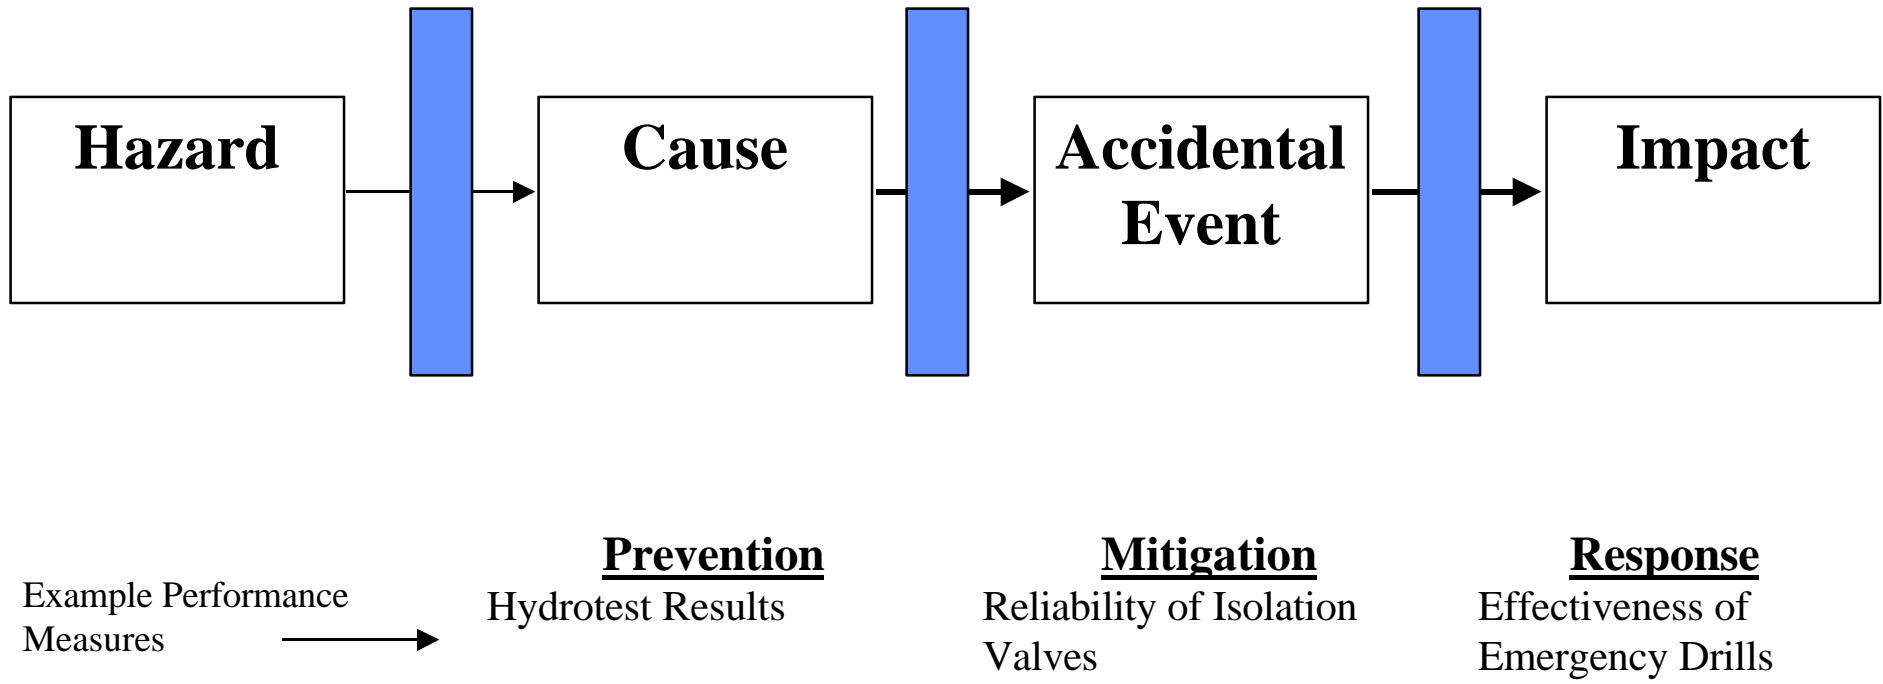 Hazard
Cause
Accidental
Event
Impact
Example Performance
Measures
Prevention
Hydrotest Results
Mitigation
Reliability of Isolation
Valves
Response
Effectiveness of
Emergency Drills